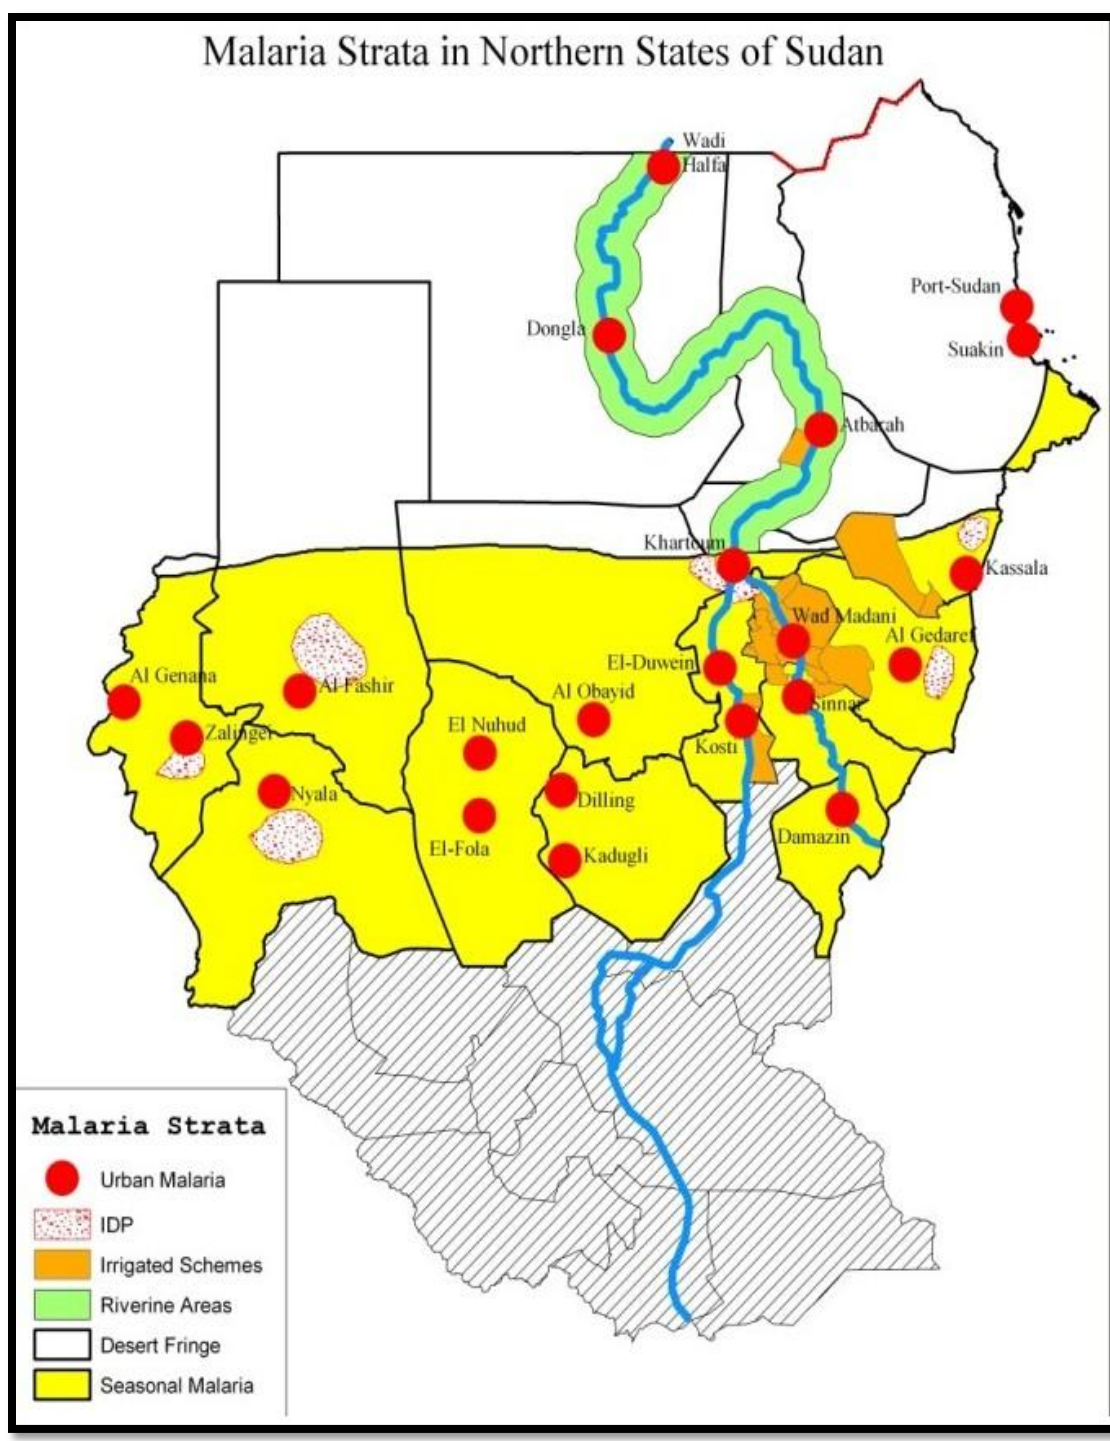 Malaria Strata in Northern States of Sudan
Wadi
Halfa
Port-Sudan
Dongla
Suakin
Atbarah
Khartoum
Kassala
Wad Madani
Al Gedaref
El-Duwein
Al Genana
Al Fashir
Al Obayid
Sinnar
El Nuhud
Zalingei
Kosti
Nyala
Dilling
Damazin
El-Fola
Kadugli
Malaria Strata
Urban Malaria
IDP
Irrigated Schemes
Riverine Areas
Desert Fringe
Seasonal Malaria